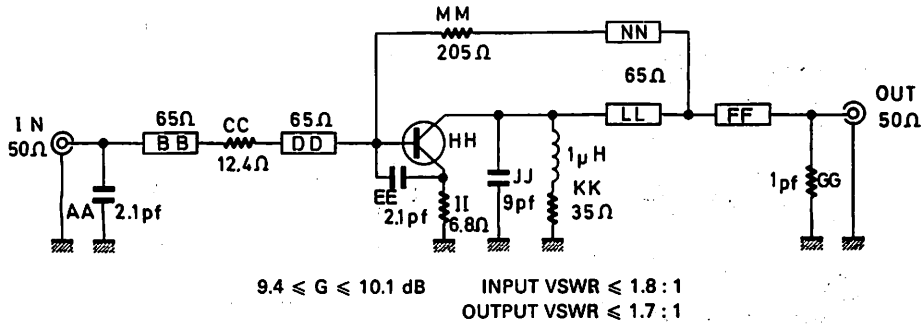 MM
205Ω
NN
65Ω
IN
50Ω
65Ω
BB
CC
12.4Ω
65Ω
DD
HH
LL
FF
OUT
50Ω
AA
2.1pf
EE
2.1pf
II
6.8Ω
JJ
9pf
1μH
KK
35Ω
1pf
GG
9.4 ⩽ G ⩽ 10.1 dB
INPUT VSWR ⩽ 1.8 : 1
OUTPUT VSWR ⩽ 1.7 : 1